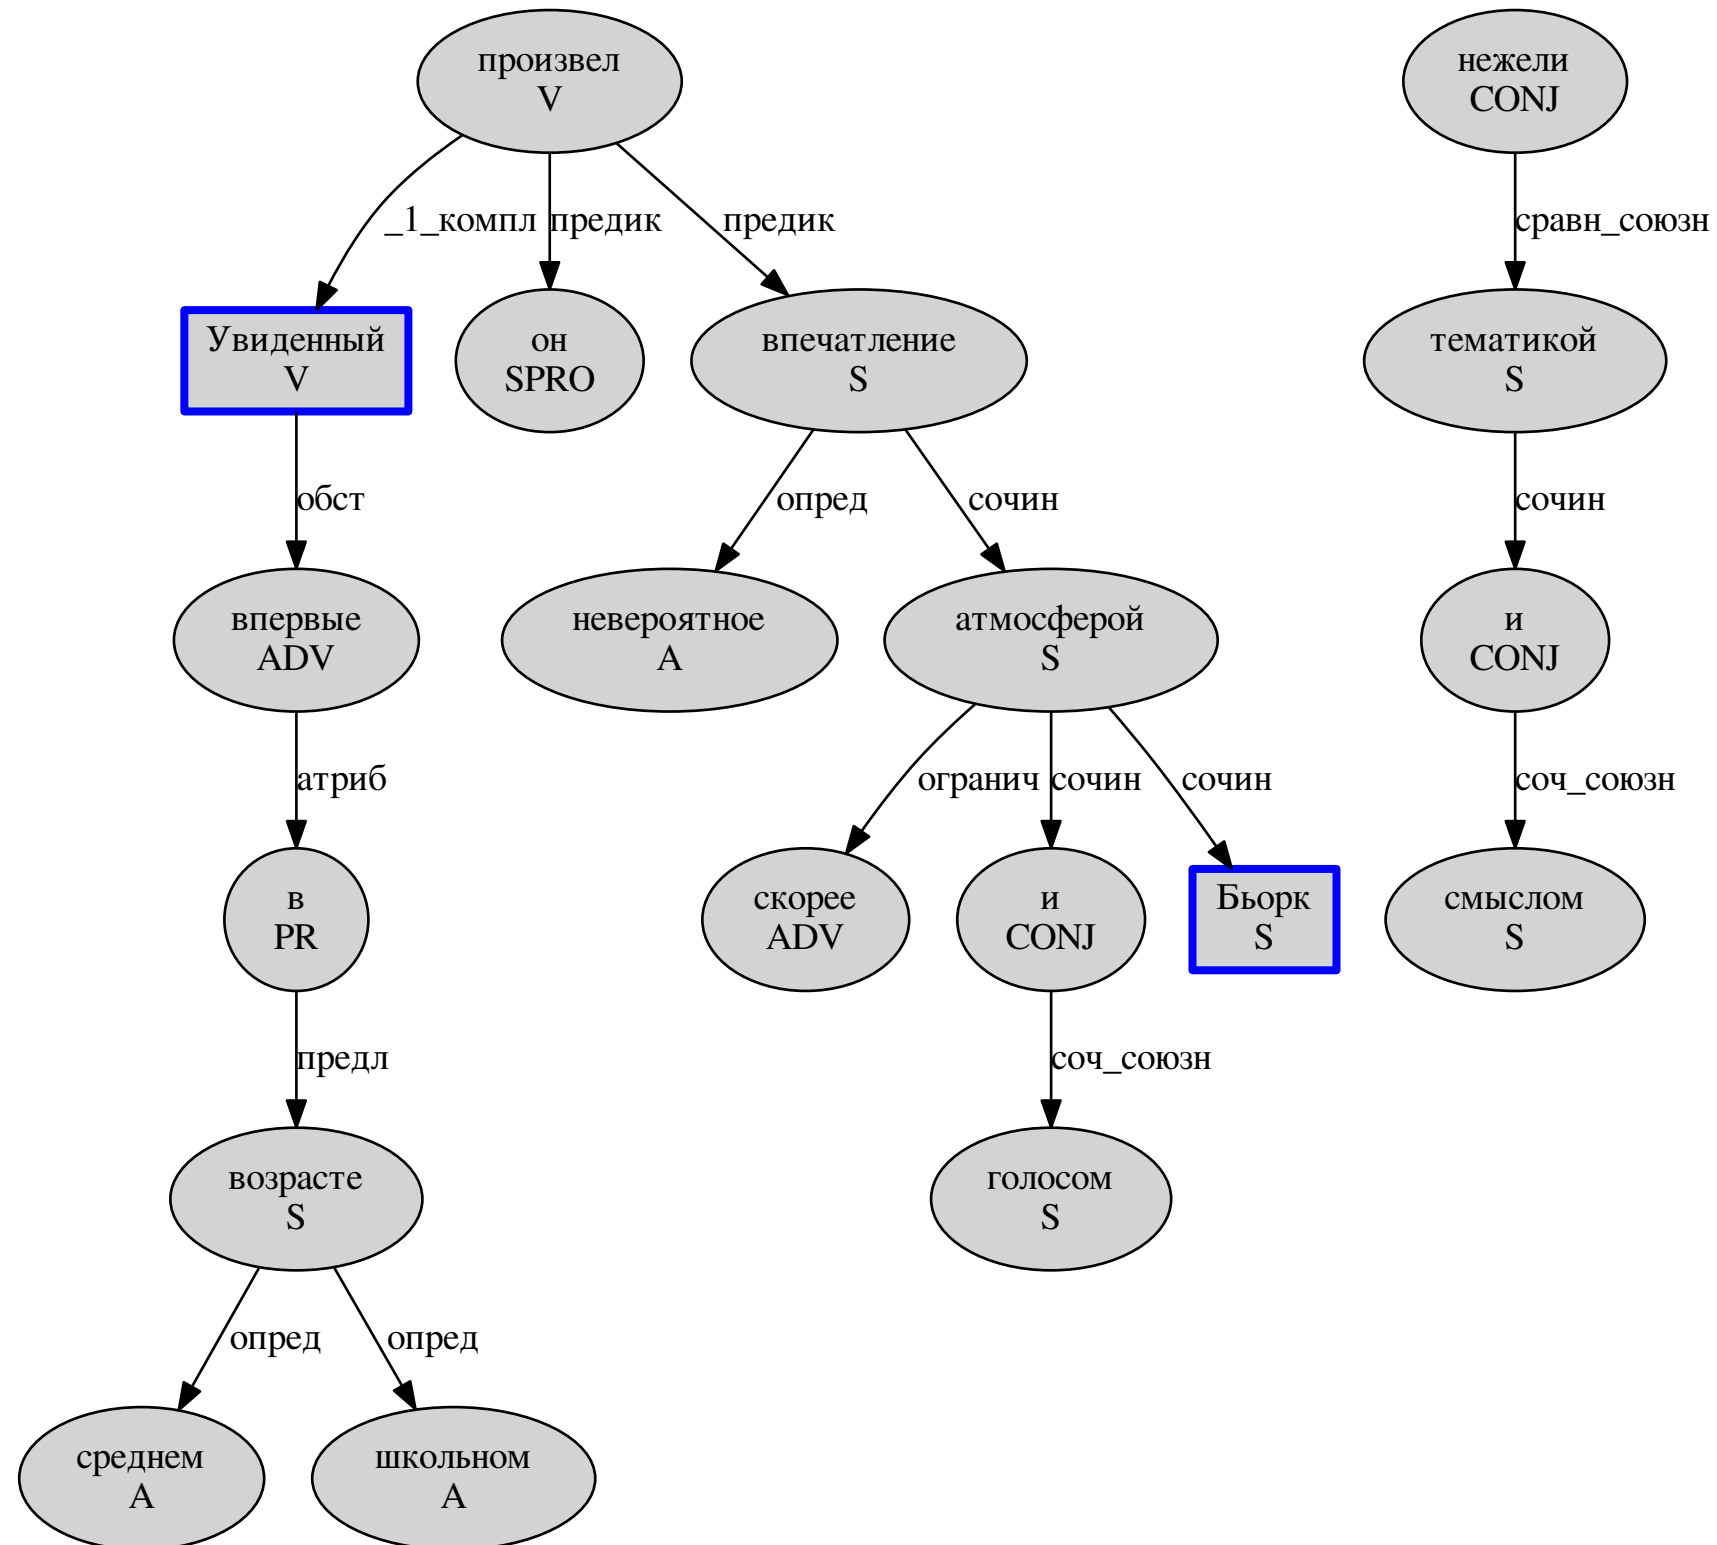 произвел
V
нежели
CONJ
_1_компл
предик
предик
сравн_союзн
Увиденный
V
он
SPRO
впечатление
S
тематикой
S
обст
опред
сочин
сочин
впервые
ADV
невероятное
A
атмосферой
S
и
CONJ
атриб
огранич
сочин
сочин
соч_союзн
в
PR
скорее
ADV
и
CONJ
Бьорк
S
смыслом
S
предл
соч_союзн
возрасте
S
голосом
S
опред
опред
среднем
A
школьном
A